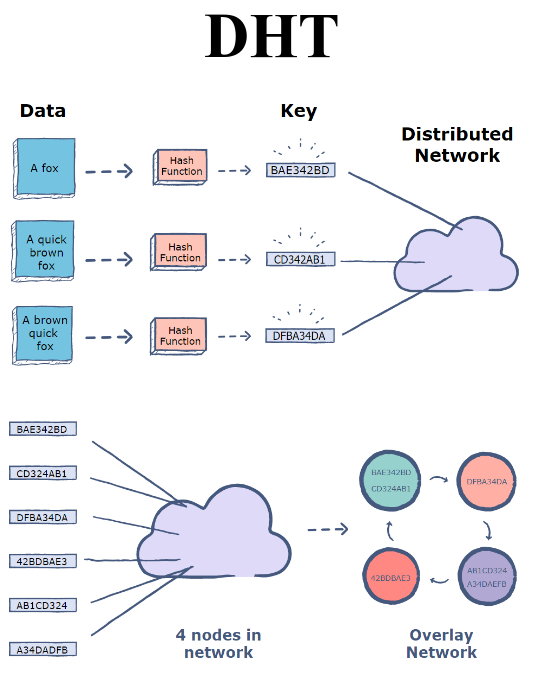 DHT
Data
Key
Distributed
Network
A fox
Hash
Function
BAE342BD
A quick
brown
fox
Hash
Function
CD342AB1
A brown
quick
fox
Hash
Function
DFBA34DA
BAE342BD
CD324AB1
DFBA34DA
42BDBAE3
AB1CD324
A34DADFB
4 nodes in
network
BAE342BD
CD324AB1
DFBA34DA
42BDBAE3
AB1CD324
A34DAEFB
Overlay
Network